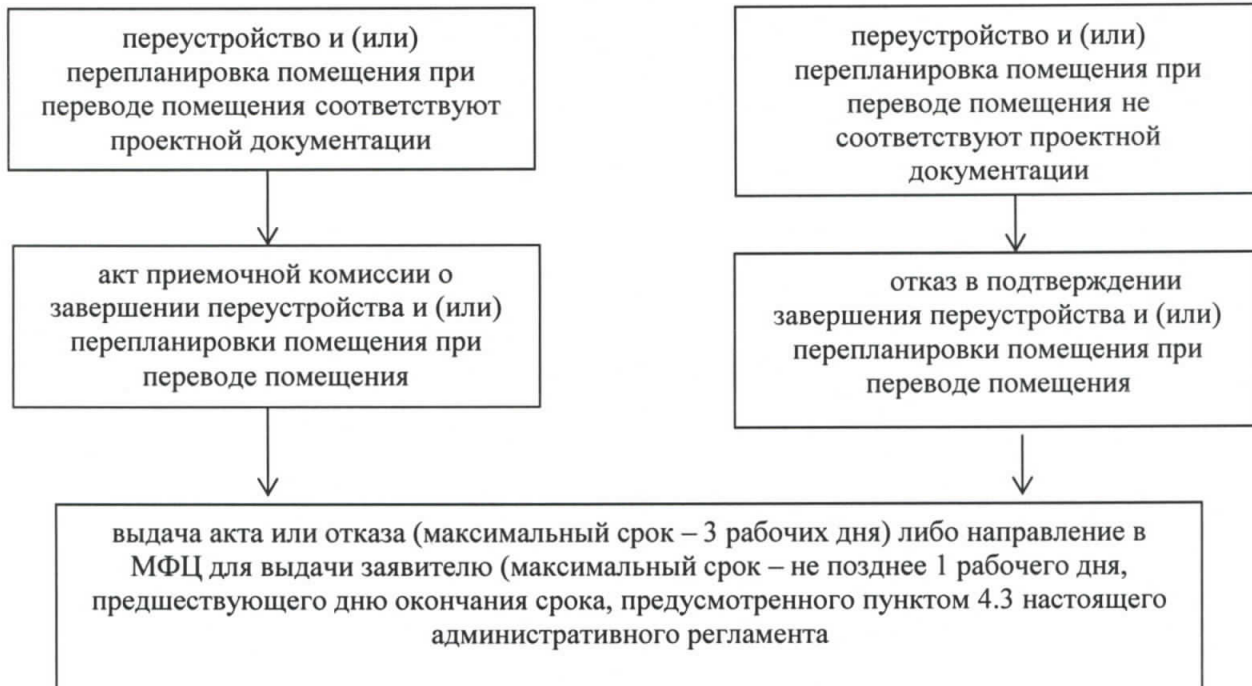 переустройство и (или)
перепланировка помещения при
переводе помещения соответствуют
проектной документации
переустройство и (или)
перепланировка помещения при
переводе помещения не
соответствуют проектной
документации
акт приемочной комиссии о
завершении переустройства и (или)
перепланировки помещения при
переводе помещения
отказ в подтверждении
завершения переустройства и (или)
перепланировки помещения при
переводе помещения
выдача акта или отказа (максимальный срок – 3 рабочих дня) либо направление в
МФЦ для выдачи заявителю (максимальный срок – не позднее 1 рабочего дня,
предшествующего дню окончания срока, предусмотренного пунктом 4.3 настоящего
административного регламента